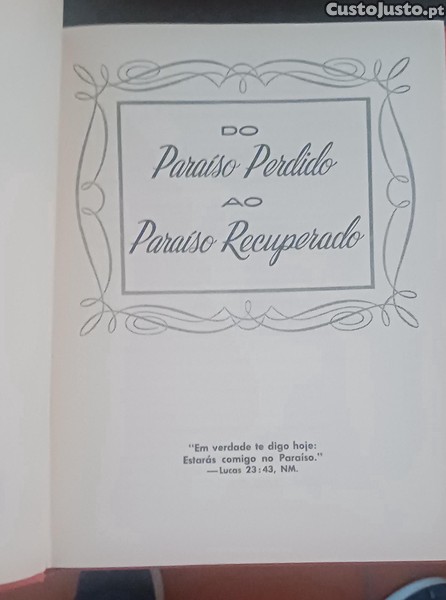 CustoJusto.pt
DO
Paraíso Perdido
AO
Paraíso Recuperado
"Em verdade te digo hoje:
Estarás comigo no Paraíso."
—Lucas 23:43, NM.